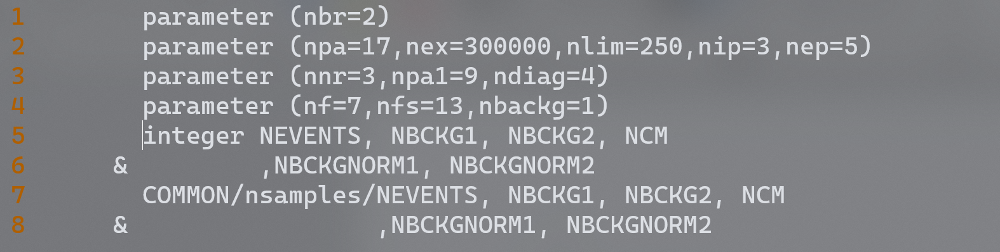 1 parameter (nbr=2)
2 parameter (npa=17,nex=300000,nlim=250,nip=3,nep=5)
3 parameter (nnr=3,npa1=9,ndiag=4)
4 parameter (nf=7,nfs=13,nbackg=1)
5 integer NEVENTS, NBCKG1, NBCKG2, NCM
6 & ,NBCKGNORM1, NBCKGNORM2
7 COMMON/nsamples/NEVENTS, NBCKG1, NBCKG2, NCM
8 & ,NBCKGNORM1, NBCKGNORM2